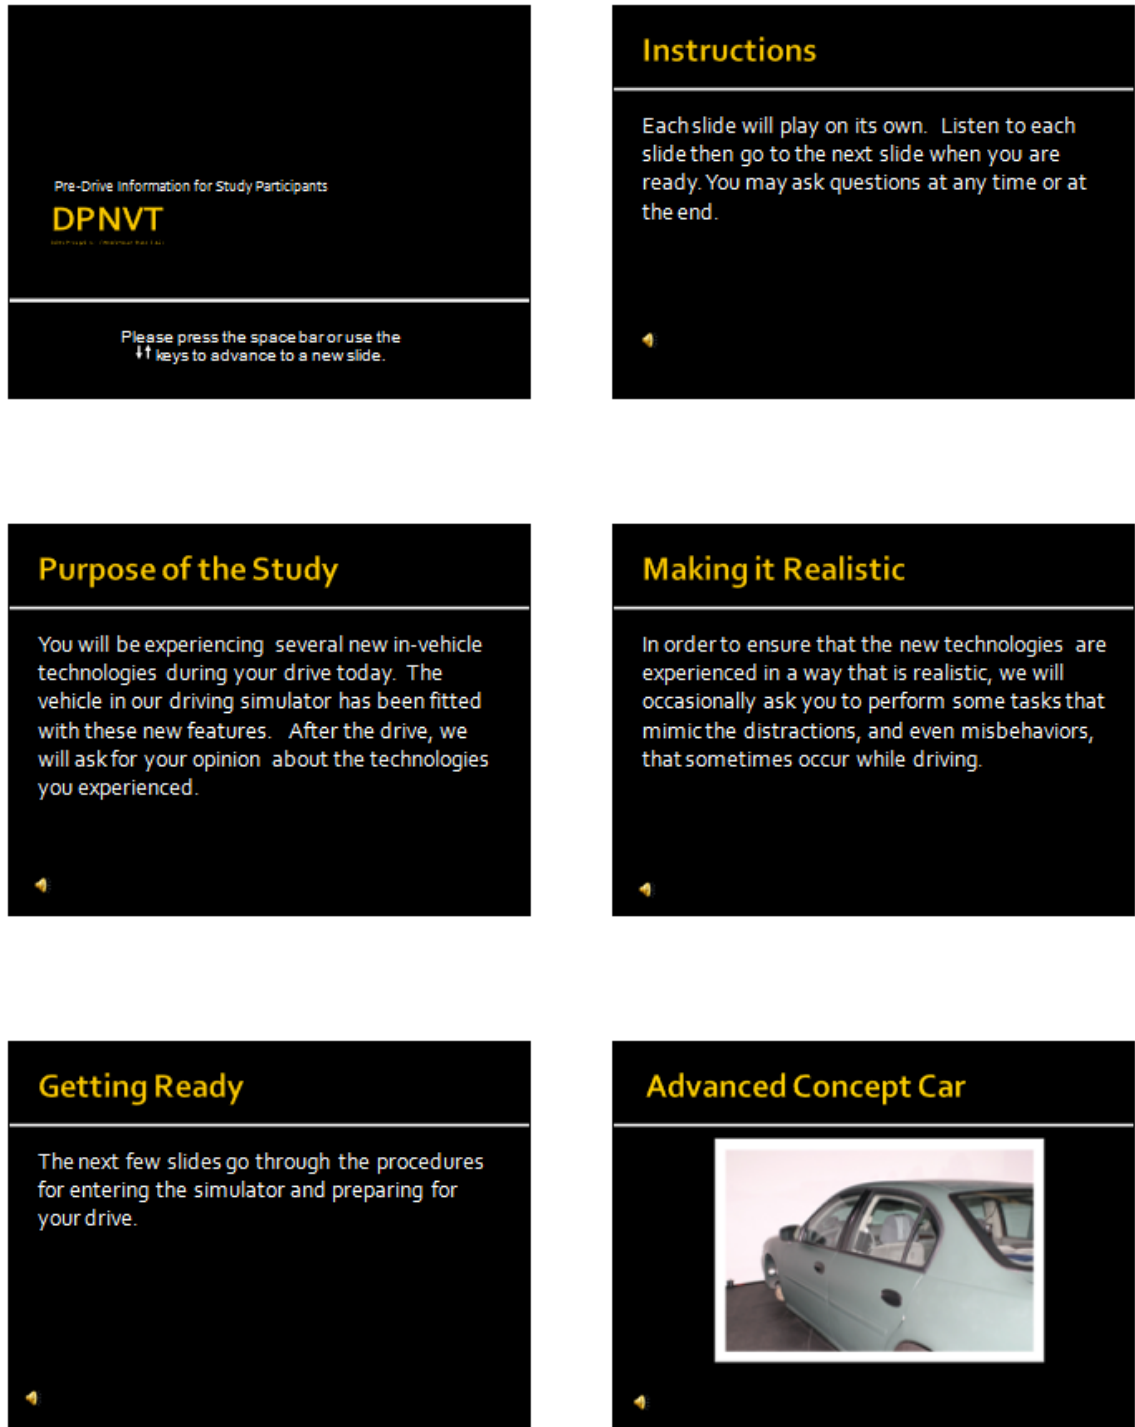 Pre-Drive Information for Study Participants
DPNVT
Please press the space bar or use the
↓↑ keys to advance to a new slide.
Instructions
Each slide will play on its own. Listen to each
slide then go to the next slide when you are
ready. You may ask questions at any time or at
the end.
Purpose of the Study
You will be experiencing several new in-vehicle
technologies during your drive today. The
vehicle in our driving simulator has been fitted
with these new features. After the drive, we
will ask for your opinion about the technologies
you experienced.
Making it Realistic
In order to ensure that the new technologies are
experienced in a way that is realistic, we will
occasionally ask you to perform some tasks that
mimic the distractions, and even misbehaviors,
that sometimes occur while driving.
Getting Ready
The next few slides go through the procedures
for entering the simulator and preparing for
your drive.
Advanced Concept Car